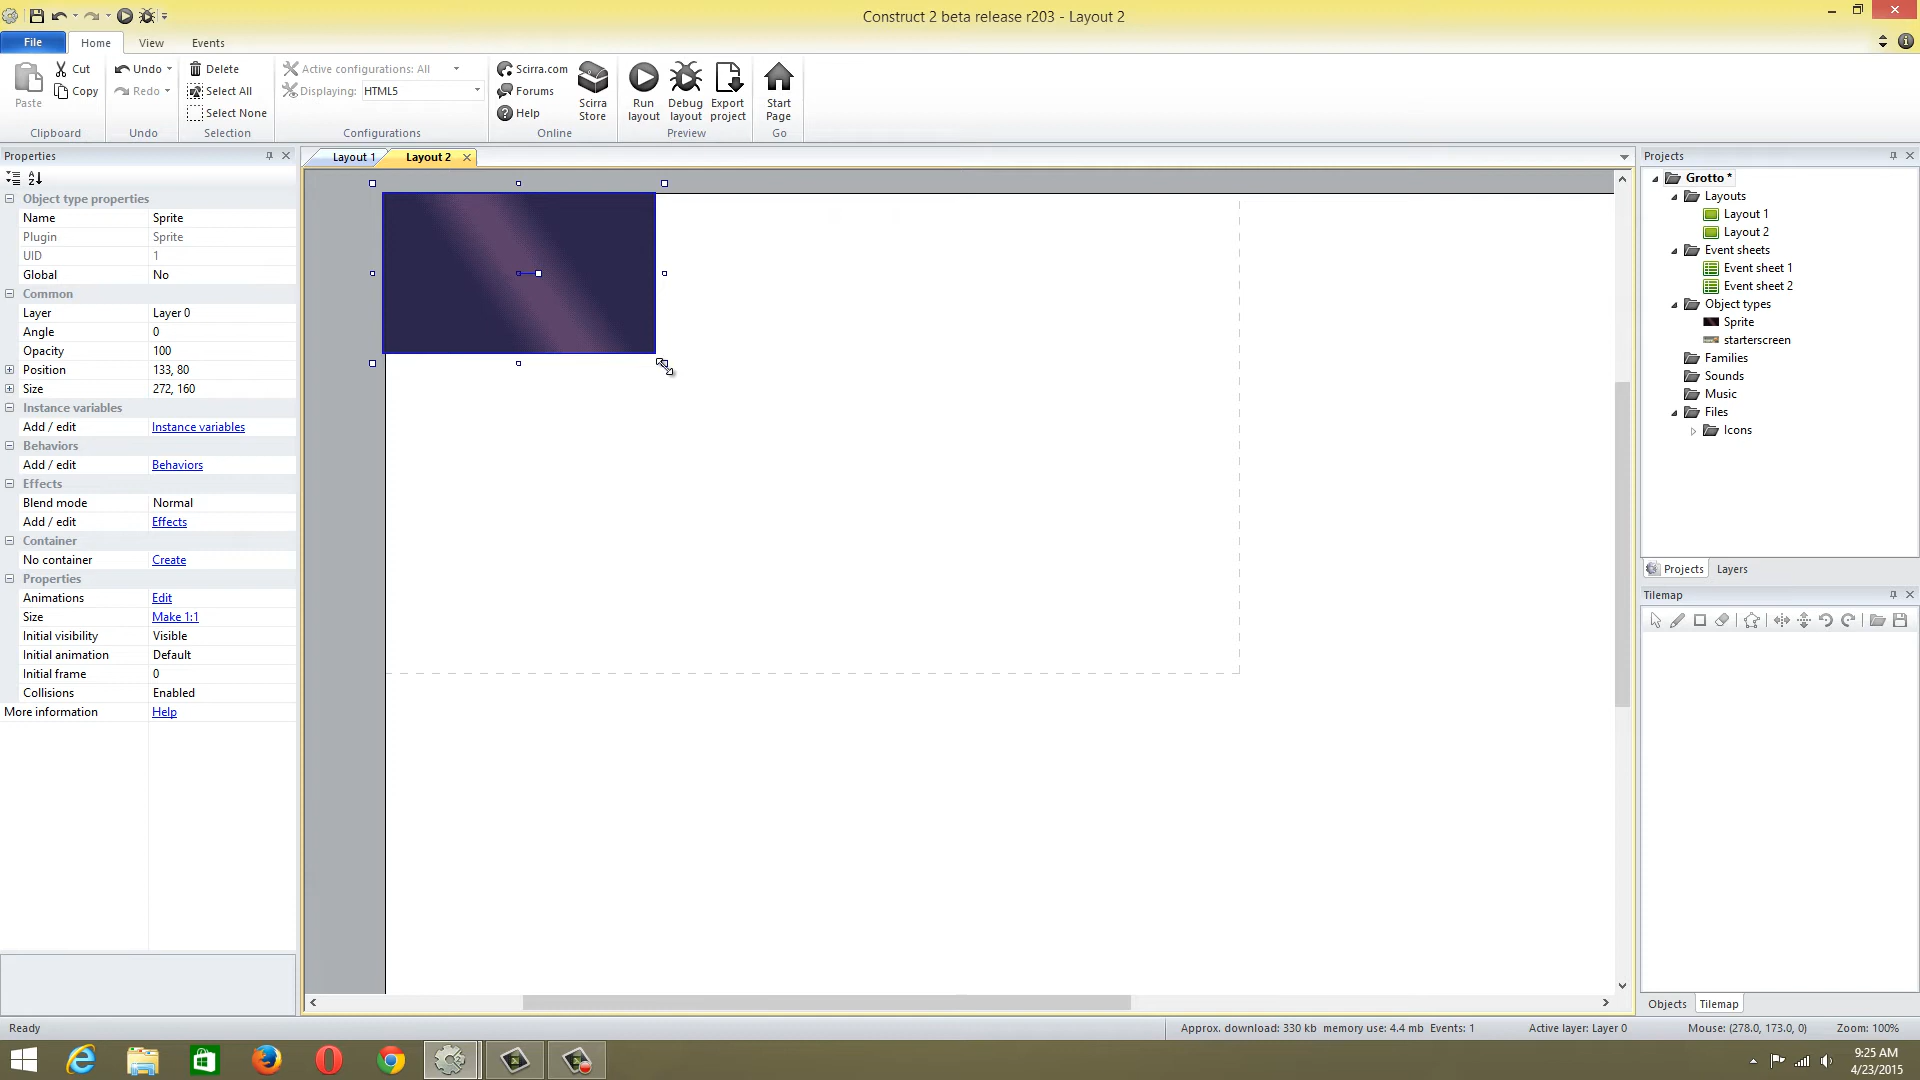 Construct 2 beta release r203 - Layout 2
File
Home
View
Events
Paste
Cut
Copy
Clipboard
Undo
Redo
Undo
Delete
Select All
Select None
Selection
Active configurations: All
Displaying:
HTML5
Configurations
Scirra.com
Forums
Help
Scirra
Store
Online
Run
layout
Debug
layout
Export
project
Preview
Start
Page
Go
Properties
Object type properties
Name Sprite
Plugin Sprite
UID 1
Global No
Common
Layer Layer 0
Angle 0
Opacity 100
Position 133, 80
Size 272, 160
Instance variables
Add / edit Instance variables
Behaviors
Add / edit Behaviors
Effects
Blend mode Normal
Add / edit Effects
Container
No container Create
Properties
Animations Edit
Size Make 1:1
Initial visibility Visible
Initial animation Default
Initial frame 0
Collisions Enabled
More information Help
Layout 1
Layout 2
Projects
Grotto *
Layouts
Layout 1
Layout 2
Event sheets
Event sheet 1
Event sheet 2
Object types
Sprite
starterscreen
Families
Sounds
Music
Files
Icons
Projects
Layers
Tilemap
Objects
Tilemap
Ready
Approx. download: 330 kb memory use: 4.4 mb Events: 1
Active layer: Layer 0
Mouse: (278.0, 173.0, 0)
Zoom: 100%
9:25 AM
4/23/2015